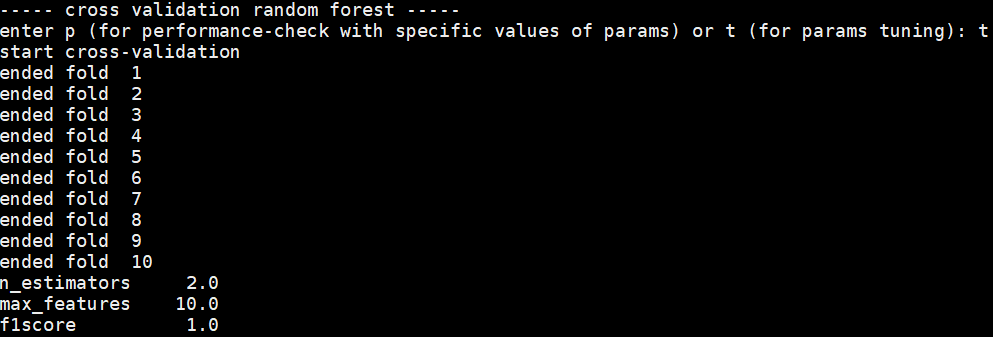 ----- cross validation random forest -----
enter p (for performance-check with specific values of params) or t (for params tuning): t
start cross-validation
ended fold  1
ended fold  2
ended fold  3
ended fold  4
ended fold  5
ended fold  6
ended fold  7
ended fold  8
ended fold  9
ended fold  10
n_estimators     2.0
max_features    10.0
f1score          1.0